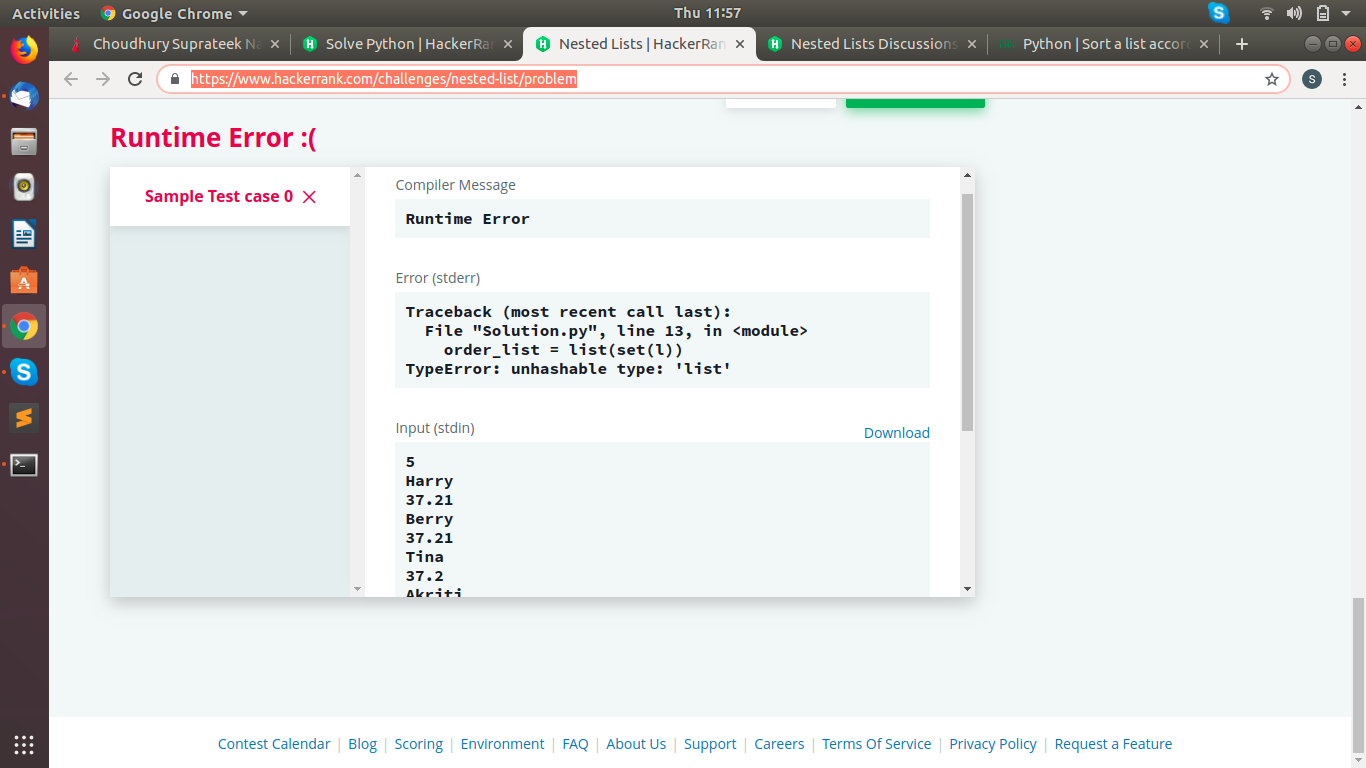 Activities Google Chrome Thu 11:57
Choudhury Suprateek Na Solve Python | HackerRan Nested Lists | HackerRan Nested Lists Discussions Python | Sort a list accor
https://www.hackerrank.com/challenges/nested-list/problem S
Runtime Error :(
Sample Test case 0
Compiler Message
Runtime Error
Error (stderr)
Traceback (most recent call last):
File "Solution.py", line 13, in <module>
order_list = list(set(l))
TypeError: unhashable type: 'list'
Input (stdin)
Download
5
Harry
37.21
Berry
37.21
Tina
37.2
Akriti
Contest Calendar | Blog | Scoring | Environment | FAQ | About Us | Support | Careers | Terms Of Service | Privacy Policy | Request a Feature